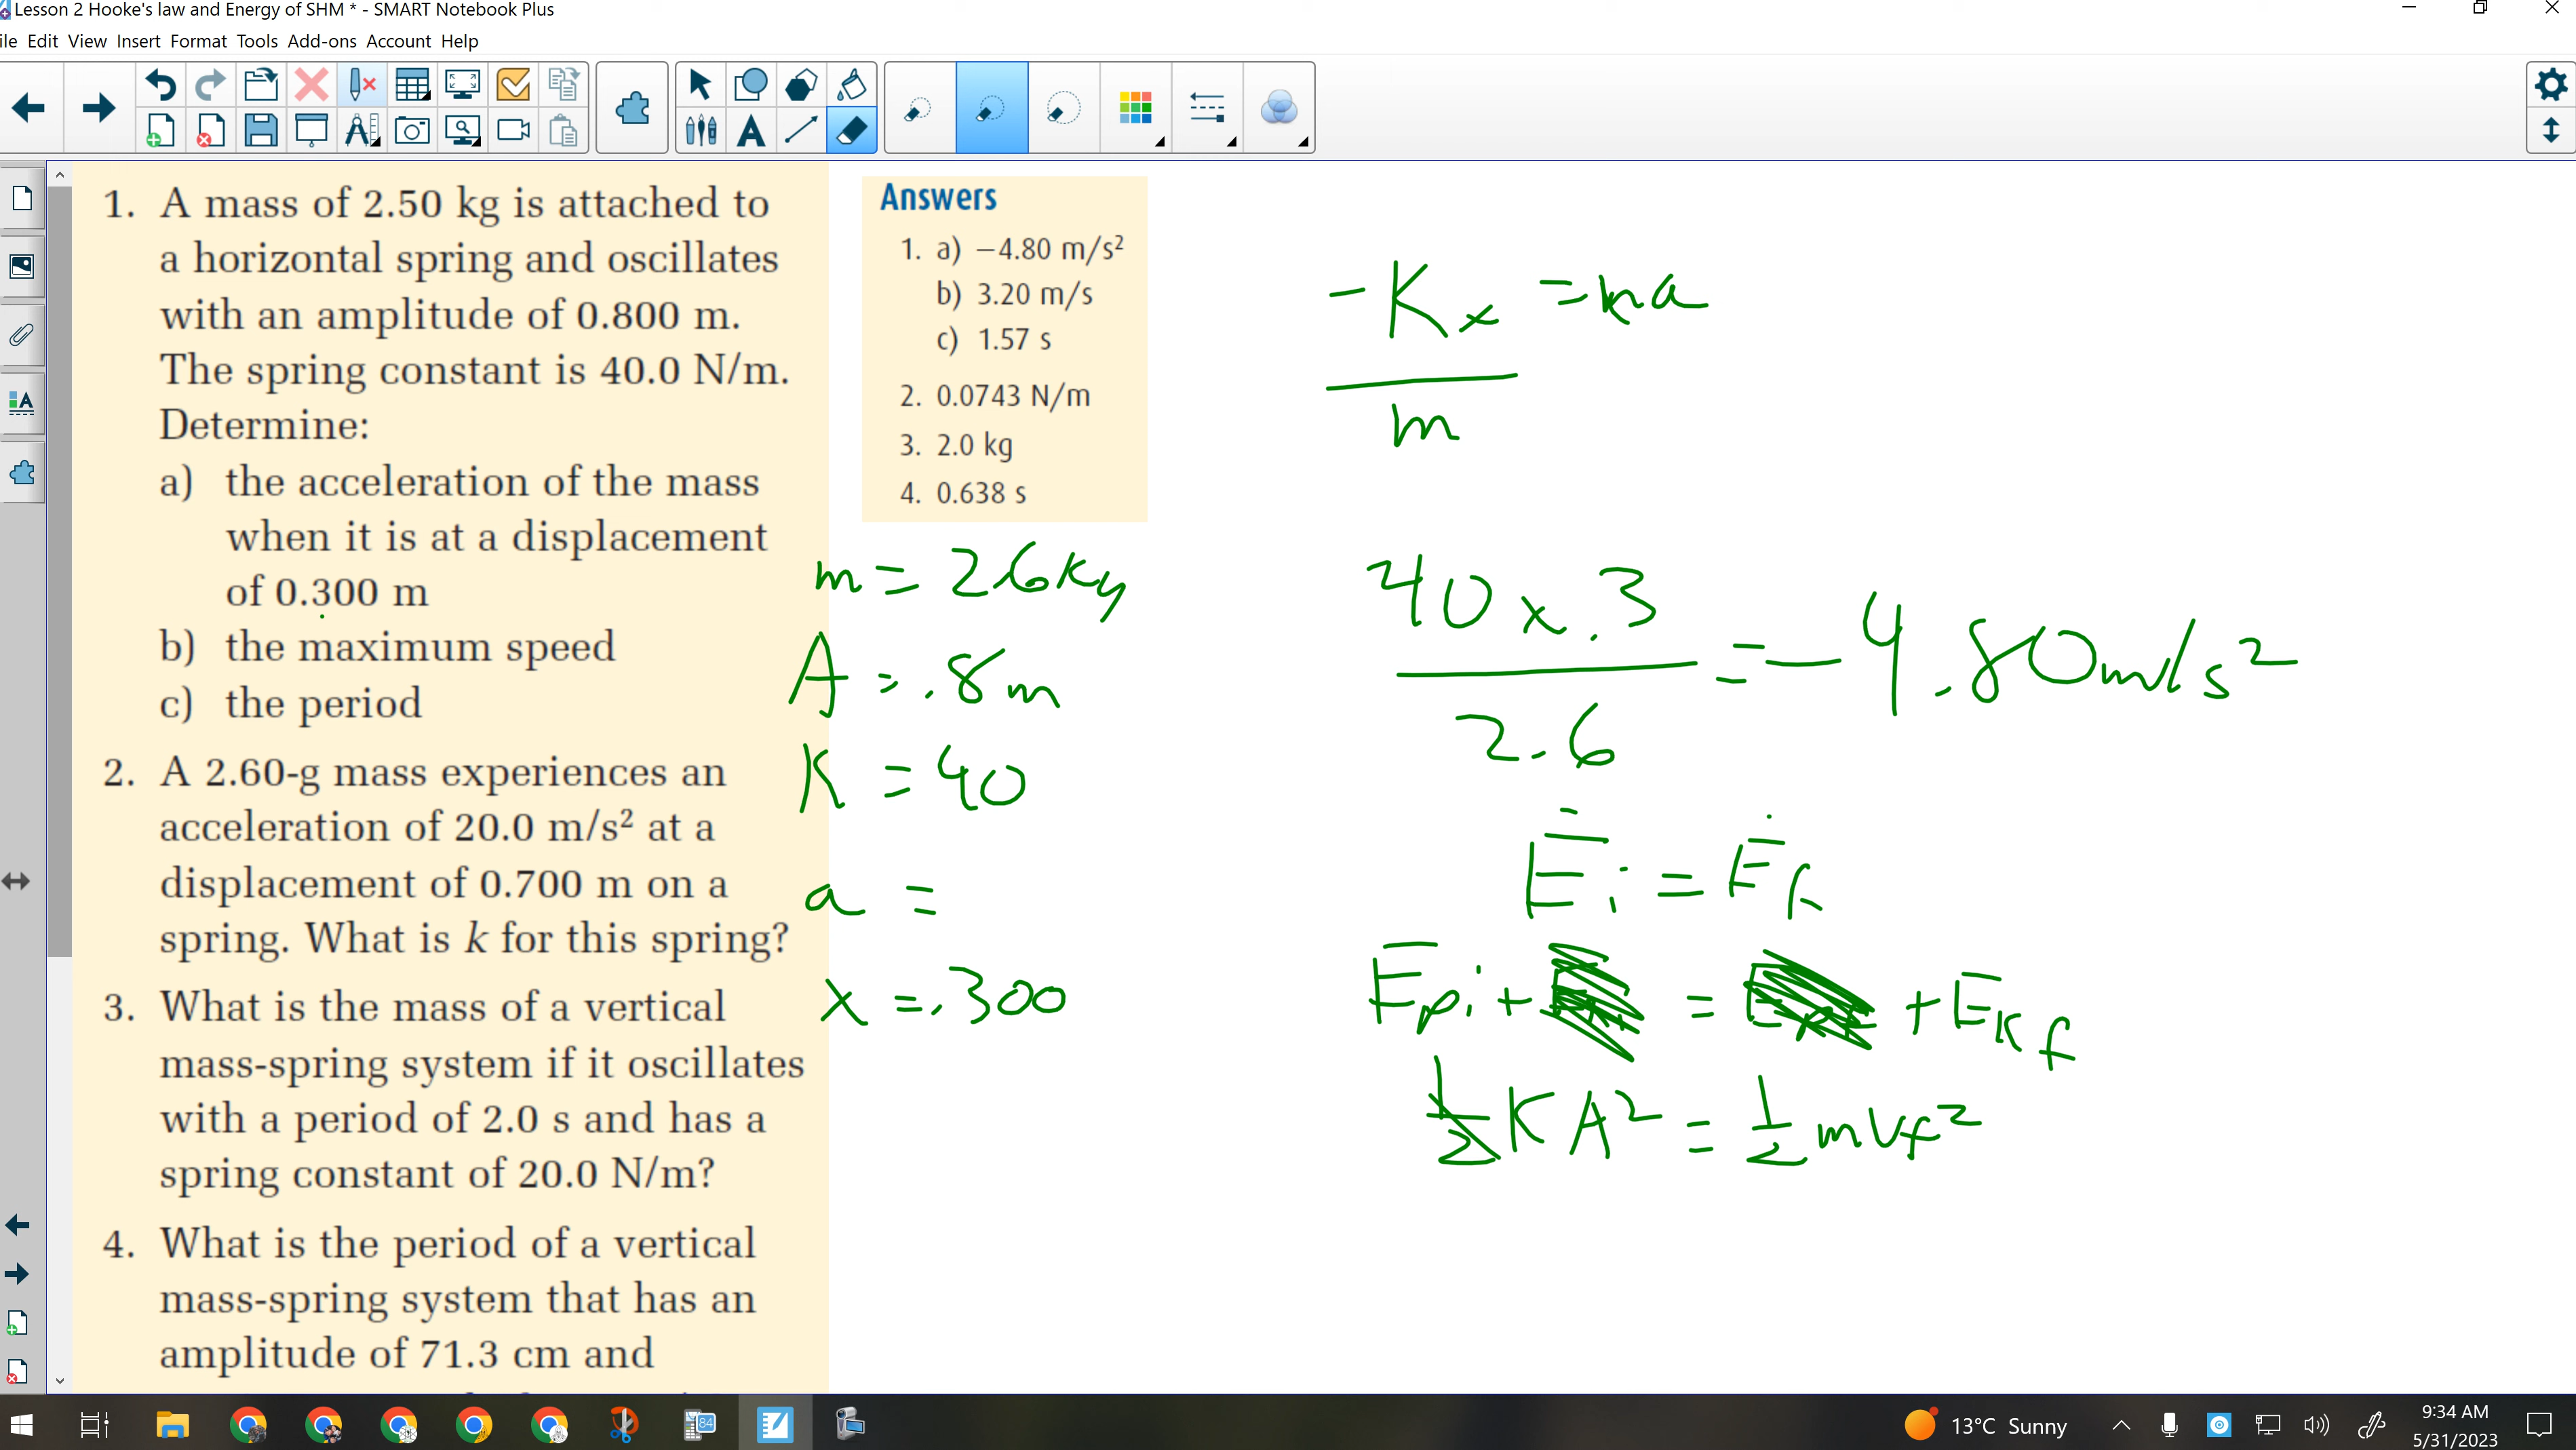 Lesson 2 Hooke's law and Energy of SHM * - SMART Notebook Plus
ile Edit View Insert Format Tools Add-ons Account Help
1. A mass of 2.50 kg is attached to
a horizontal spring and oscillates
with an amplitude of 0.800 m.
The spring constant is 40.0 N/m.
Determine:
a) the acceleration of the mass
when it is at a displacement
of 0.300 m
b) the maximum speed
c) the period
2. A 2.60-g mass experiences an
acceleration of 20.0 m/s² at a
displacement of 0.700 m on a
spring. What is k for this spring?
3. What is the mass of a vertical
mass-spring system if it oscillates
with a period of 2.0 s and has a
spring constant of 20.0 N/m?
4. What is the period of a vertical
mass-spring system that has an
amplitude of 71.3 cm and
Answers
1. a) −4.80 m/s²
b) 3.20 m/s
c) 1.57 s
2. 0.0743 N/m
3. 2.0 kg
4. 0.638 s
m = 2.6 kg
A = .8 m
K = 40
a =
x = .300
-Kx = ma
m
40 x .3
2.6
= -4.80 m/s²
Ei = Ef
Epi + = + EKf
1/2 KA² = 1/2 mvf²
84
13°C Sunny
9:34 AM
5/31/2023